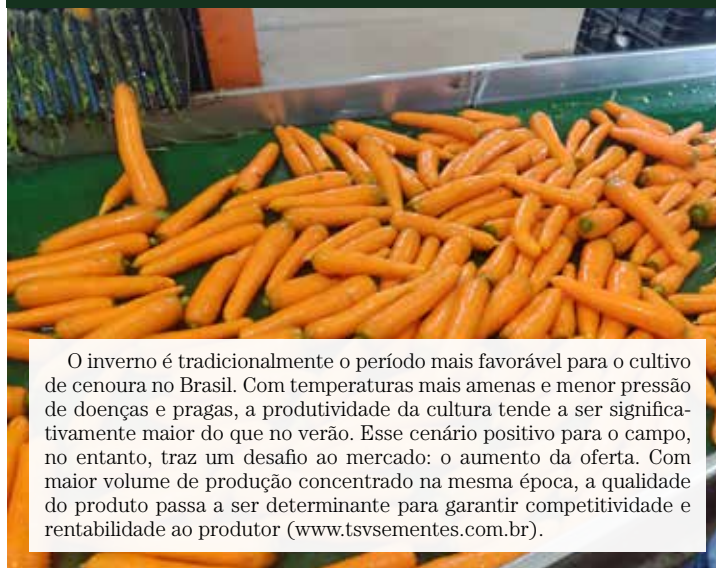 O inverno é tradicionalmente o período mais favorável para o cultivo
de cenoura no Brasil. Com temperaturas mais amenas e menor pressão
de doenças e pragas, a produtividade da cultura tende a ser significa-
tivamente maior do que no verão. Esse cenário positivo para o campo,
no entanto, traz um desafio ao mercado: o aumento da oferta. Com
maior volume de produção concentrado na mesma época, a qualidade
do produto passa a ser determinante para garantir competitividade e
rentabilidade ao produtor (www.tsvsementes.com.br).